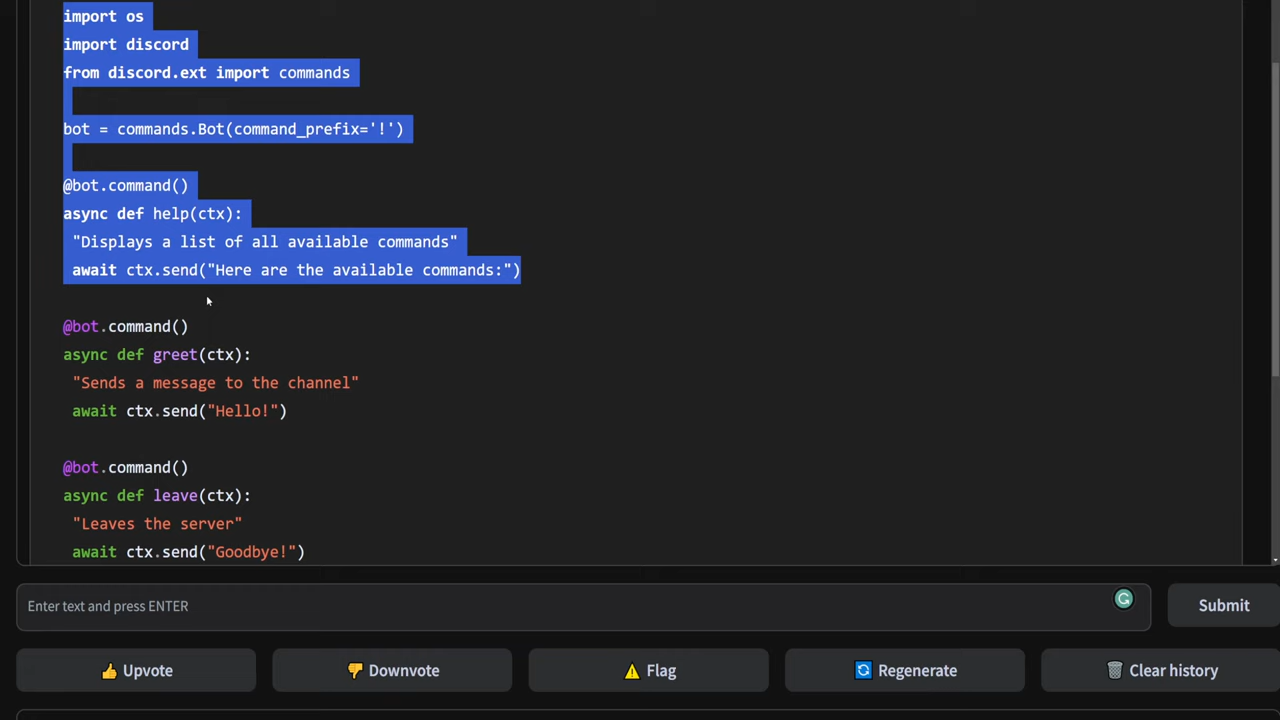 import os
import discord
from discord.ext import commands
bot = commands.Bot(command_prefix='!')
@bot.command()
async def help(ctx):
"Displays a list of all available commands"
await ctx.send("Here are the available commands:")
@bot.command()
async def greet(ctx):
"Sends a message to the channel"
await ctx.send("Hello!")
@bot.command()
async def leave(ctx):
"Leaves the server"
await ctx.send("Goodbye!")
Enter text and press ENTER
Submit
👍 Upvote
👎 Downvote
⚠️ Flag
🔄 Regenerate
🗑️ Clear history